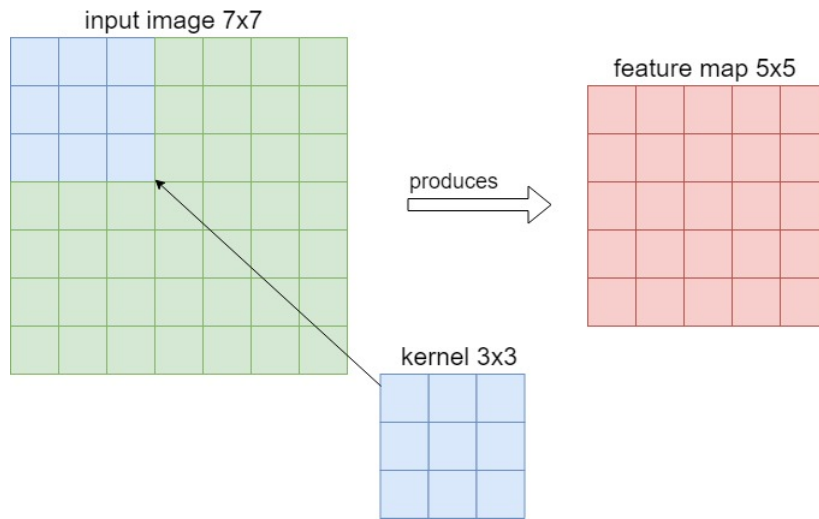 input image 7x7
feature map 5x5
produces
kernel 3x3